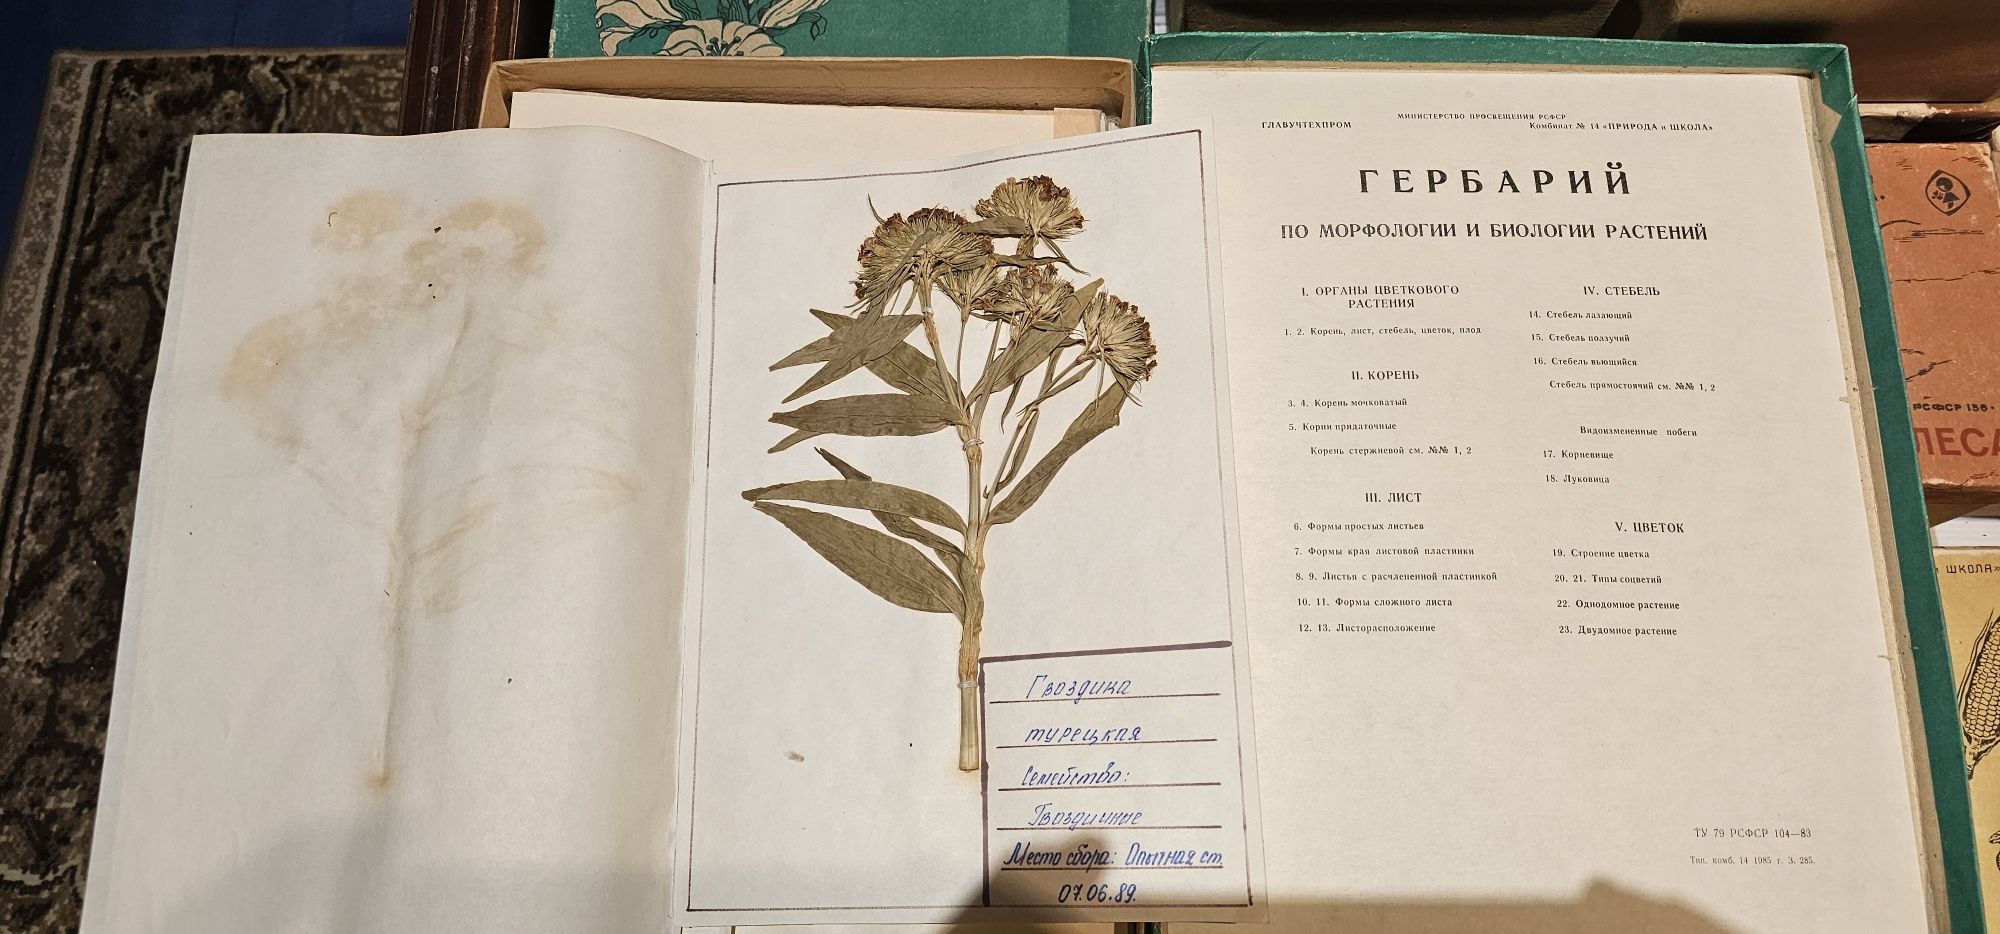 Гвоздика
турецкая
Семейство:
Гвоздичные
Место сбора: Опытная ст.
07.06.89.
МИНИСТЕРСТВО ПРОСВЕЩЕНИЯ РСФСР
ГЛАВУЧТЕХПРОМ Комбинат № 14 «ПРИРОДА и ШКОЛА»
ГЕРБАРИЙ
ПО МОРФОЛОГИИ И БИОЛОГИИ РАСТЕНИЙ
I. ОРГАНЫ ЦВЕТКОВОГО
РАСТЕНИЯ
1. 2. Корень, лист, стебель, цветок, плод
II. КОРЕНЬ
3. 4. Корень мочковатый
5. Корни придаточные
Корень стержневой см. №№ 1, 2
III. ЛИСТ
6. Формы простых листьев
7. Формы края листовой пластинки
8. 9. Листья с расчлененной пластинкой
10. 11. Формы сложного листа
12. 13. Листорасположение
IV. СТЕБЕЛЬ
14. Стебель лазающий
15. Стебель ползучий
16. Стебель вьющийся
Стебель прямостоячий см. №№ 1, 2
Видоизмененные побеги
17. Корневище
18. Луковица
V. ЦВЕТОК
19. Строение цветка
20. 21. Типы соцветий
22. Однодомное растение
23. Двудомное растение
ТУ 79 РСФСР 104—83
Тип. комб. 14 1985 г. З. 285.
РСФСР 156
ЛЕСА
ШКОЛА»